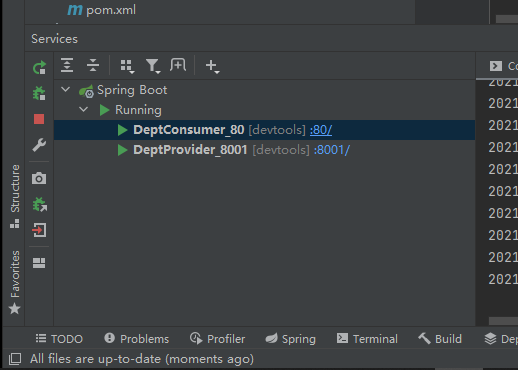 m pom.xml
Services
Co
Spring Boot
2021
Running
2021
DeptConsumer_80 [devtools] :80/
2021
DeptProvider_8001 [devtools] :8001/
2021
2021
2021
2021
2021
2021
2021
Structure
Favorites
TODO Problems Profiler Spring Terminal Build Dep
All files are up-to-date (moments ago)